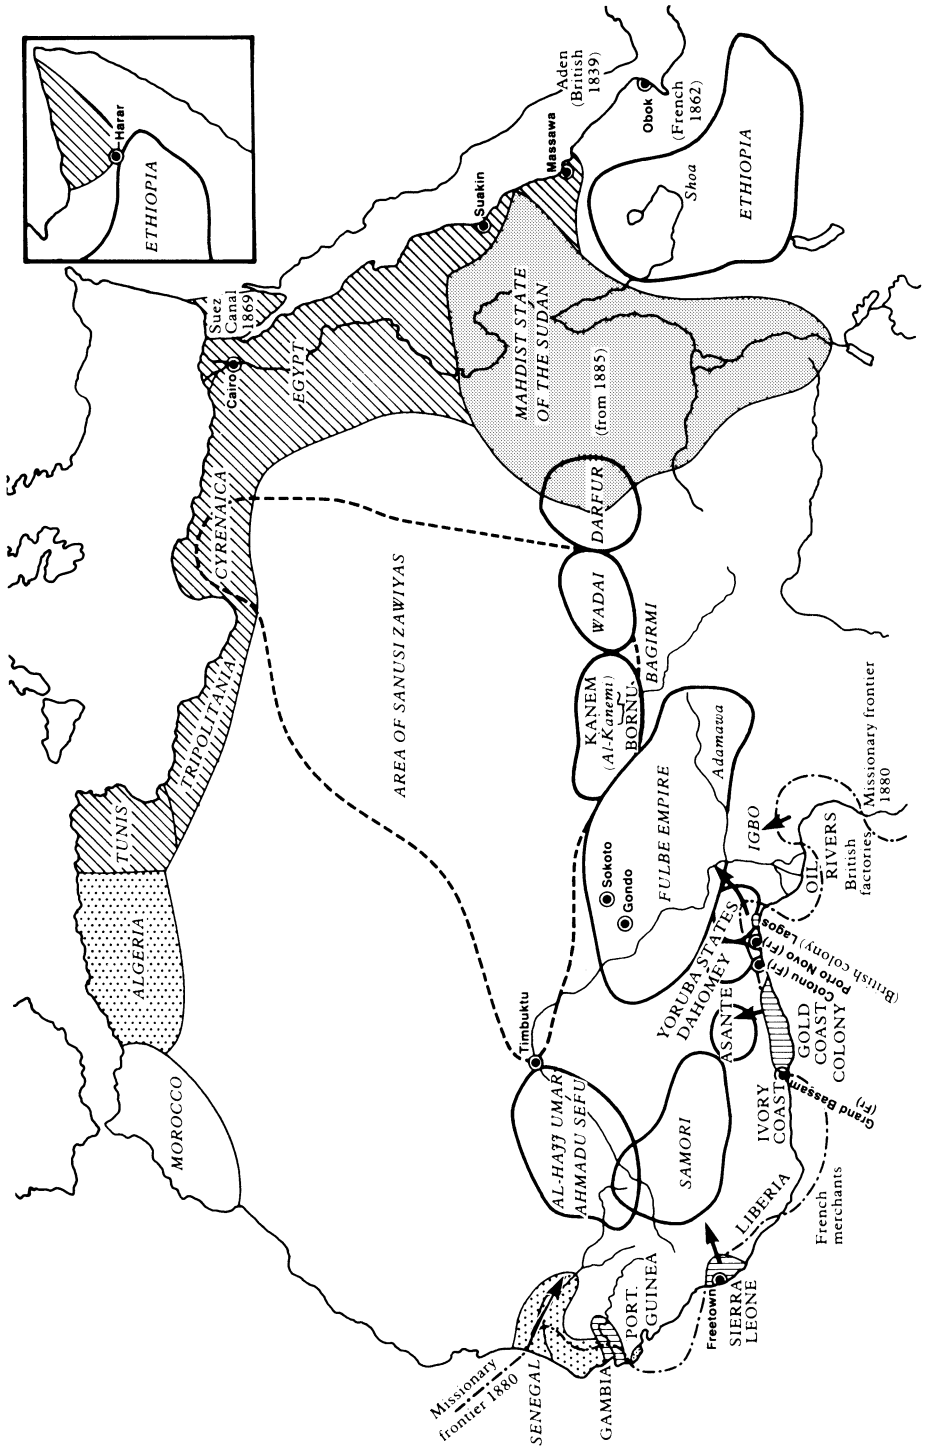 ETHIOPIA
Harar
Suez
Canal
1869
Cairo
EGYPT
Suakin
Massawa
Aden
(British
1839)
Obok
(French
1862)
Shoa
ETHIOPIA
MAHDIST STATE
OF THE SUDAN
(from 1885)
CYRENAICA
TRIPOLITANIA
TUNIS
ALGERIA
MOROCCO
AREA OF SANUSI ZAWIYAS
DARFUR
WADAI
BAGIRMI
KANEM
(Al-Kanemi)
BORNU
FULBE EMPIRE
Adamawa
Sokoto
Gondo
Timbuktu
AL-HAJJ UMAR
AHMADU SEFU
SAMORI
YORUBA STATES
DAHOMEY
ASANTE
IGBO
OIL
RIVERS
British
factories
Missionary frontier
1880
Lagos
(British colony)
Porto Novo (Fr)
Cotonu (Fr)
GOLD
COAST
COLONY
Grand Bassam
(Fr)
IVORY
COAST
LIBERIA
French
merchants
Freetown
SIERRA
LEONE
PORT.
GUINEA
GAMBIA
SENEGAL
Missionary
frontier 1880